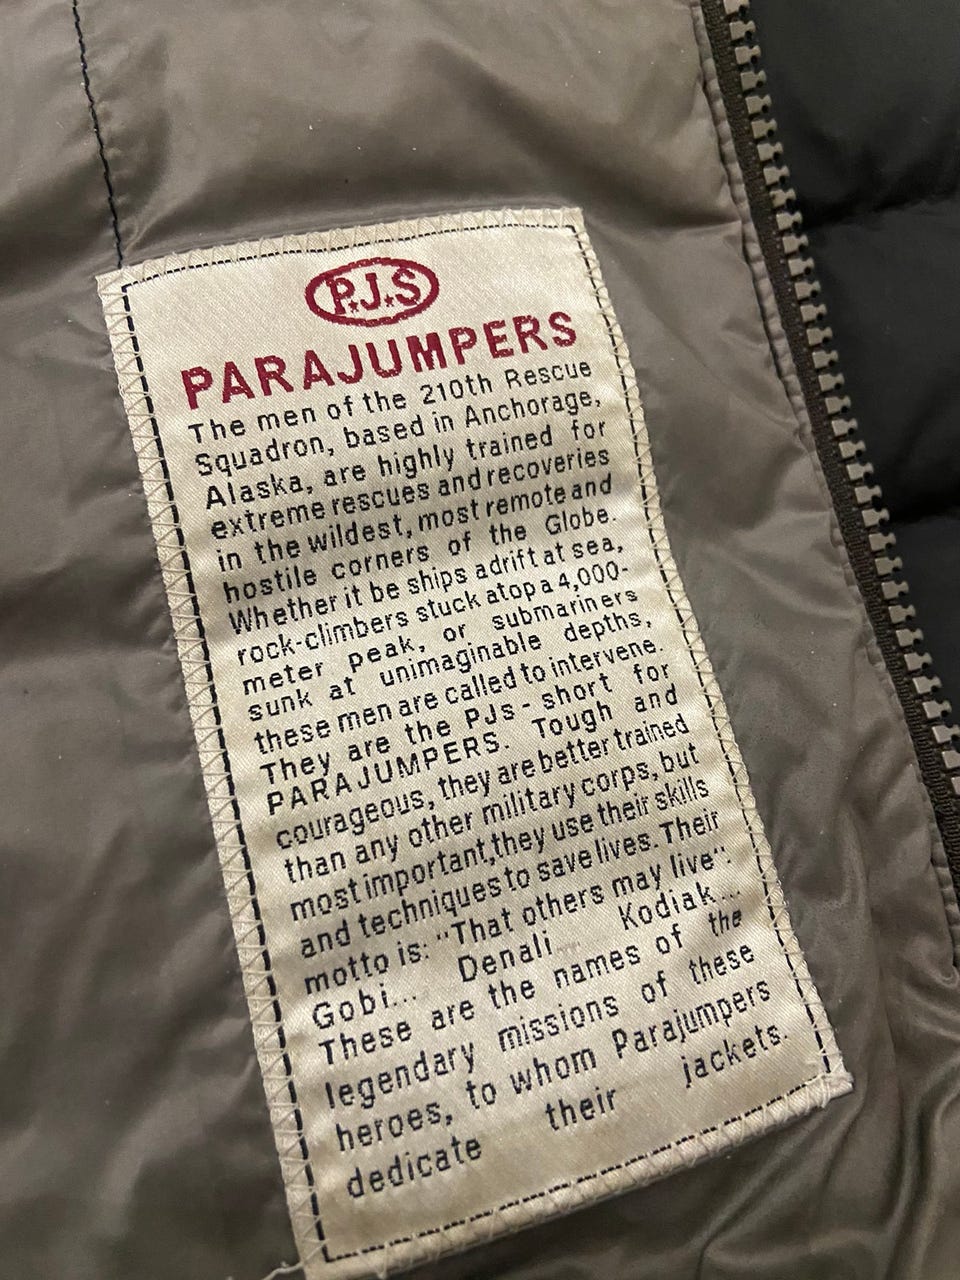 P.J.S
PARAJUMPERS
The men of the 210th Rescue
Squadron, based in Anchorage,
Alaska, are highly trained for
extreme rescues and recoveries
in the wildest, most remote and
hostile corners of the Globe.
Whether it be ships adrift at sea,
rock-climbers stuck atop a 4,000-
meter peak, or submariners
sunk at unimaginable depths,
these men are called to intervene.
They are the PJs - short for
PARAJUMPERS. Tough and
courageous, they are better trained
than any other military corps, but
most important,they use their skills
and techniques to save lives. Their
motto is: "That others may live":
Gobi... Denali... Kodiak...
These are the names of the
legendary missions of these
heroes, to whom Parajumpers
dedicate their jackets.